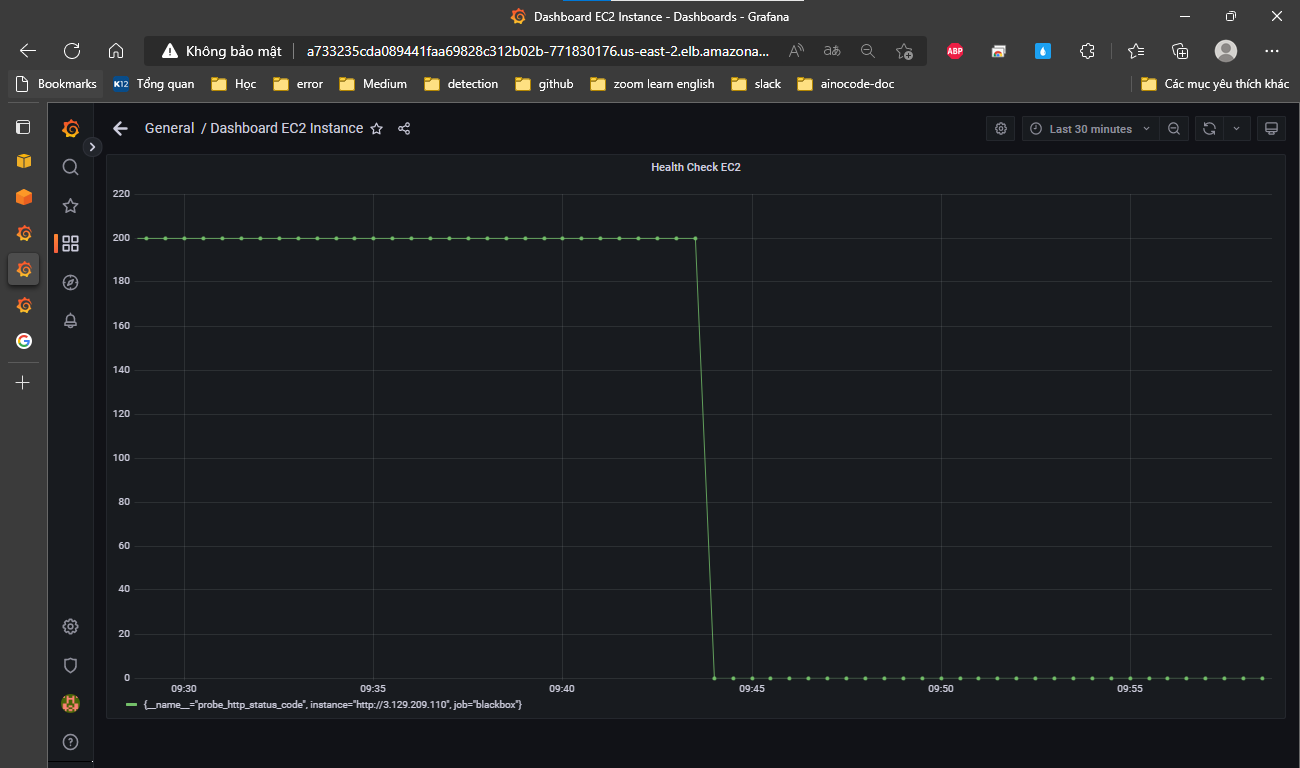 Dashboard EC2 Instance - Dashboards - Grafana
Không bảo mật a733235cda089441faa69828c312b02b-771830176.us-east-2.elb.amazona... A ああ ABP
Bookmarks K12 Tổng quan Học error Medium detection github zoom learn english slack ainocode-doc Các mục yêu thích khác
General / Dashboard EC2 Instance Last 30 minutes
Health Check EC2
220
200
180
160
140
120
100
80
60
40
20
0
09:30 09:35 09:40 09:45 09:50 09:55
{__name__="probe_http_status_code", instance="http://3.129.209.110", job="blackbox"}